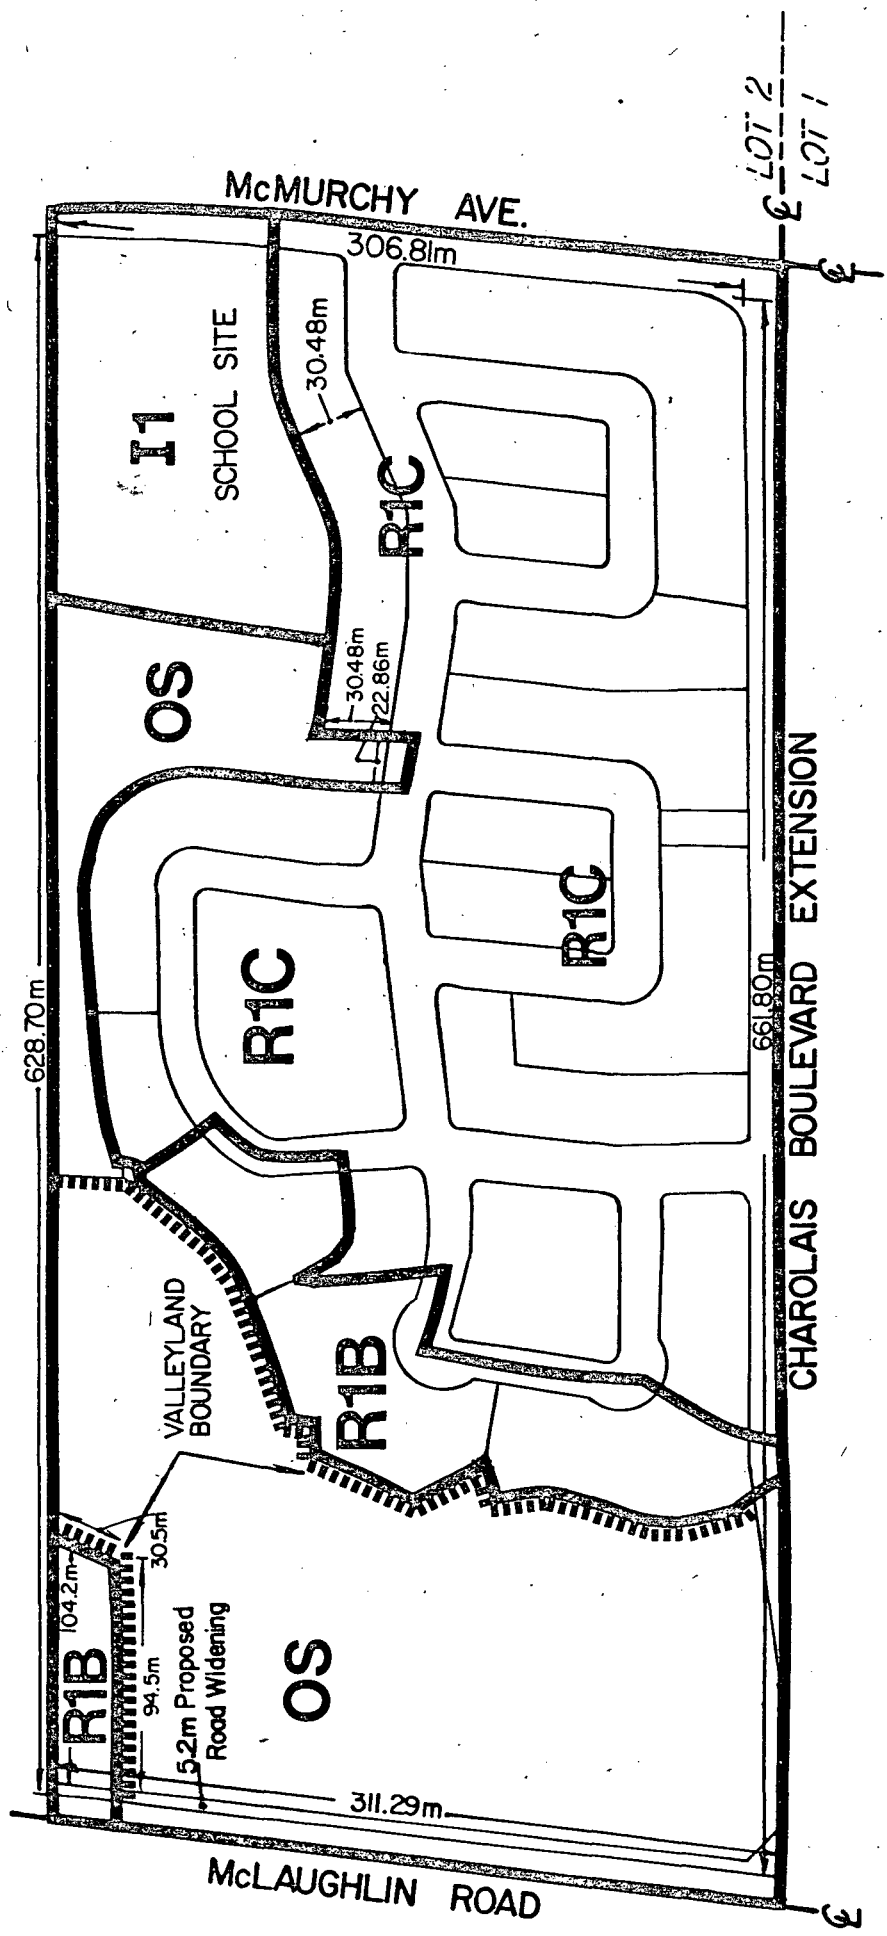 LOT 2
LOT 1
McMURCHY AVE.
306.81m
30.48m
SCHOOL SITE
I1
R1C
OS
30.48m
22.86m
R1C
R1C
628.70m
661.80m
CHAROLAIS BOULEVARD EXTENSION
VALLEYLAND
BOUNDARY
R1B
30.5m
104.2m
R1B
94.5m
5.2m Proposed
Road Widening
OS
311.29m
McLAUGHLIN ROAD